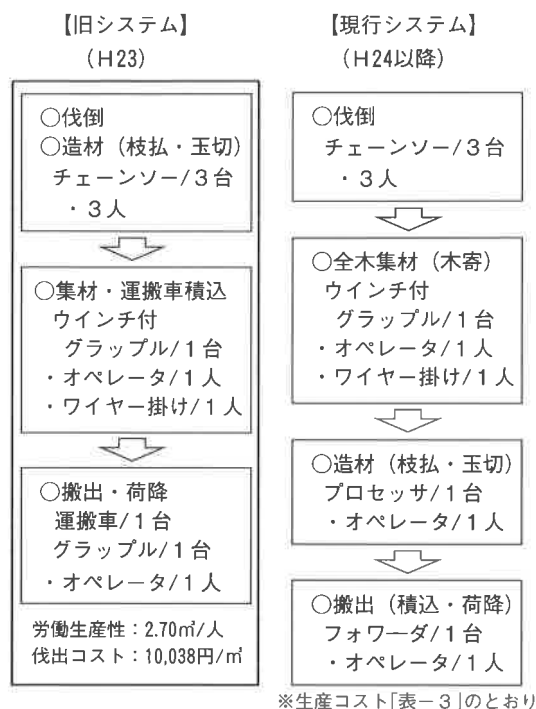 【旧システム】
(H23)
○伐倒
○造材（枝払・玉切）
チェーンソー/３台
・３人
○集材・運搬車積込
ウインチ付
グラップル/１台
・オペレータ/１人
・ワイヤー掛け/１人
○搬出・荷降
運搬車/１台
グラップル/１台
・オペレータ/１人
労働生産性：2.70㎥/人
伐出コスト：10,038円/㎥
【現行システム】
(H24以降)
○伐倒
チェーンソー/３台
・３人
○全木集材（木寄）
ウインチ付
グラップル/１台
・オペレータ/１人
・ワイヤー掛け/１人
○造材（枝払・玉切）
プロセッサ/１台
・オペレータ/１人
○搬出（積込・荷降）
フォワーダ/１台
・オペレータ/１人
※生産コスト「表－３」のとおり